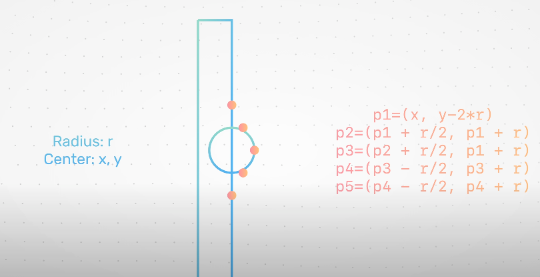 Radius: r
Center: x, y
p1=(x, y-2*r)
p2=(p1 + r/2, p1 + r)
p3=(p2 + r/2, p1 + r)
p4=(p3 - r/2, p3 + r)
p5=(p4 - r/2, p4 + r)